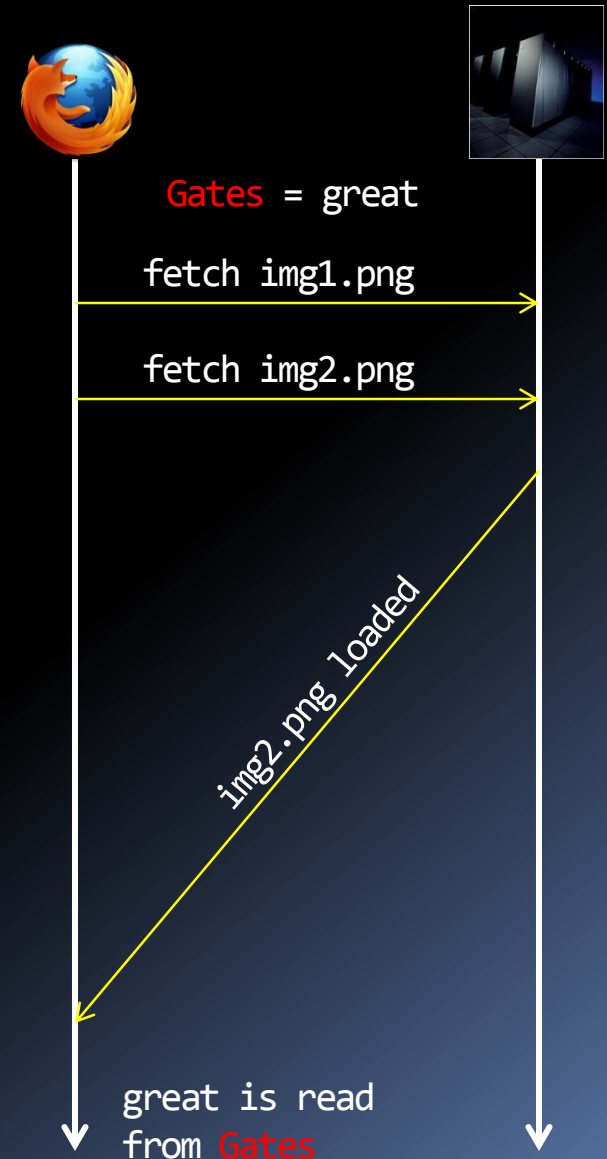 Gates = great
fetch img1.png
fetch img2.png
img2.png loaded
great is read
from Gates